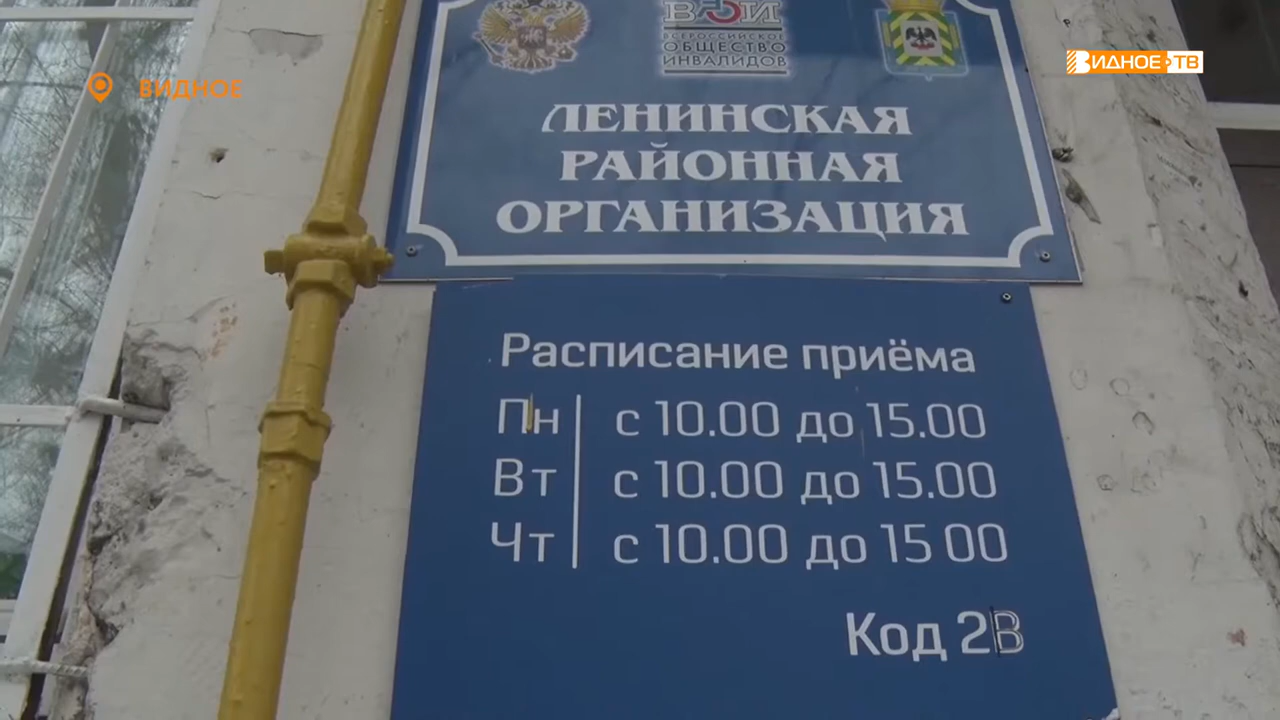 ВОИ
ВСЕРОССИЙСКОЕ
ОБЩЕСТВО
ИНВАЛИДОВ
ВИДНОЕ
ВИДНОЕ ТВ
ЛЕНИНСКАЯ
РАЙОННАЯ
ОРГАНИЗАЦИЯ
Расписание приёма
Пн с 10.00 до 15.00
Вт с 10.00 до 15.00
Чт с 10.00 до 15 00
Код 2В